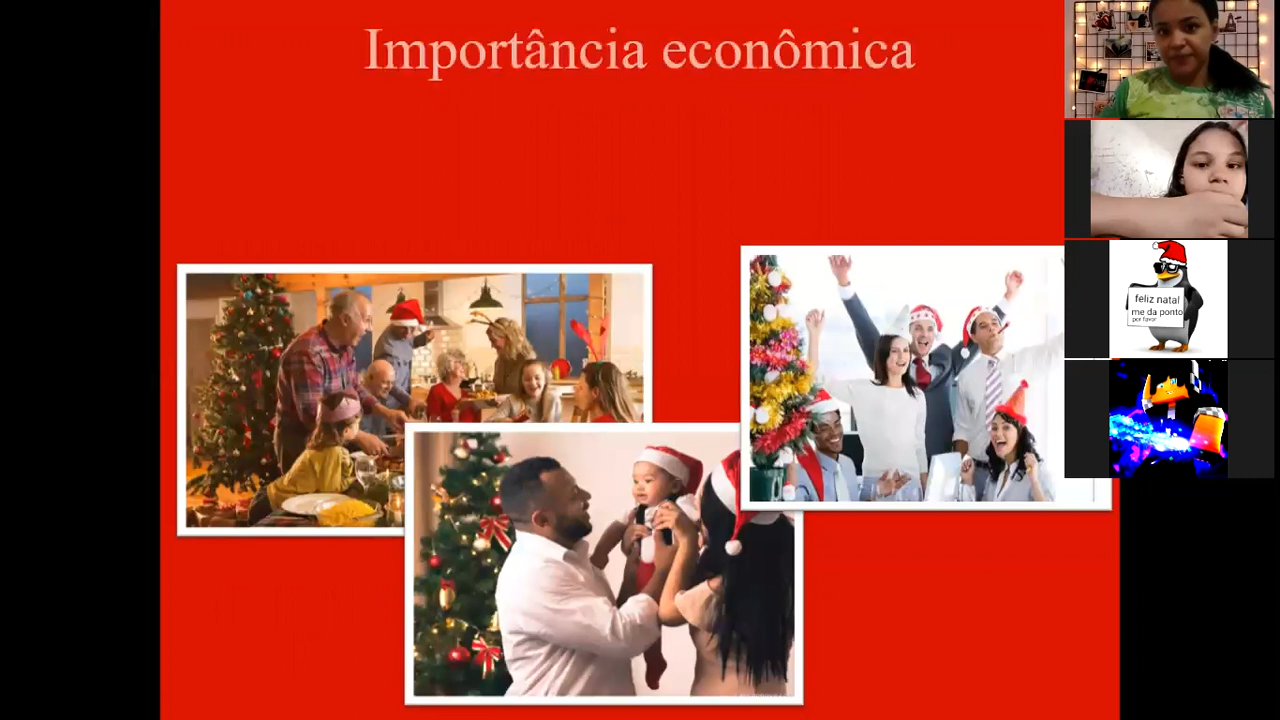 Importância econômica
feliz natal
me da ponto
por favor